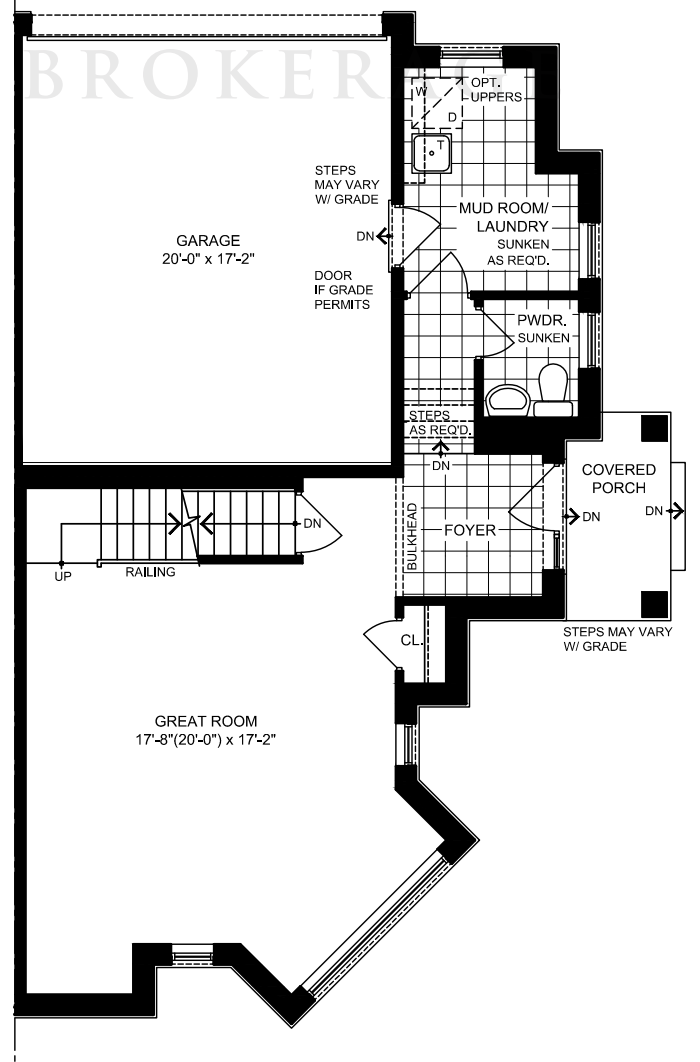 BROKERAG
W
D
OPT.
UPPERS
T
STEPS
MAY VARY
W/ GRADE
MUD ROOM/
LAUNDRY
SUNKEN
AS REQ'D.
DN
GARAGE
20'-0" x 17'-2"
DOOR
IF GRADE
PERMITS
PWDR.
SUNKEN
STEPS
AS REQ'D.
DN
COVERED
PORCH
DN
DN
FOYER
BULKHEAD
DN
UP
RAILING
CL.
STEPS MAY VARY
W/ GRADE
GREAT ROOM
17'-8"(20'-0") x 17'-2"